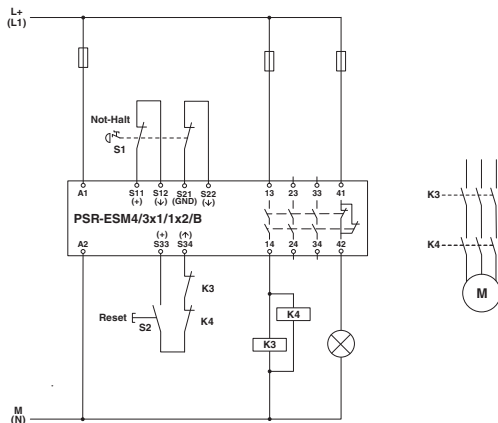 L+
(L1)
Not-Halt
S1
A1
S11
(+)
S12
(↓)
S21
(GND)
S22
(↓)
13
23
33
41
PSR-ESM4/3x1/1x2/B
A2
(+)
S33
(↑)
S34
14
24
34
42
K3
K4
Reset
S2
K4
K3
M
(N)
K3
K4
M